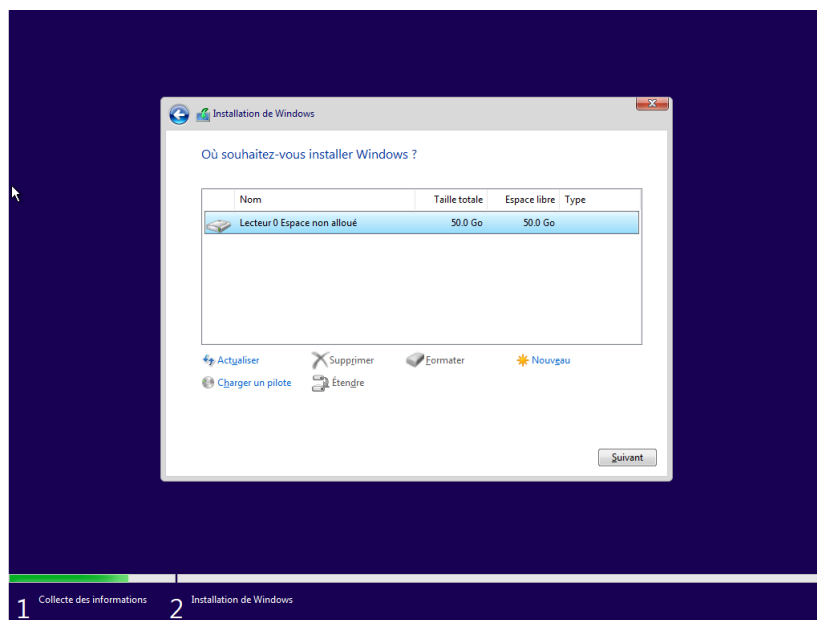 Installation de Windows
Où souhaitez-vous installer Windows ?
Nom Taille totale Espace libre Type
Lecteur 0 Espace non alloué 50.0 Go 50.0 Go
Actualiser Supprimer Formater Nouveau
Charger un pilote Étendre
Suivant
1 Collecte des informations 2 Installation de Windows